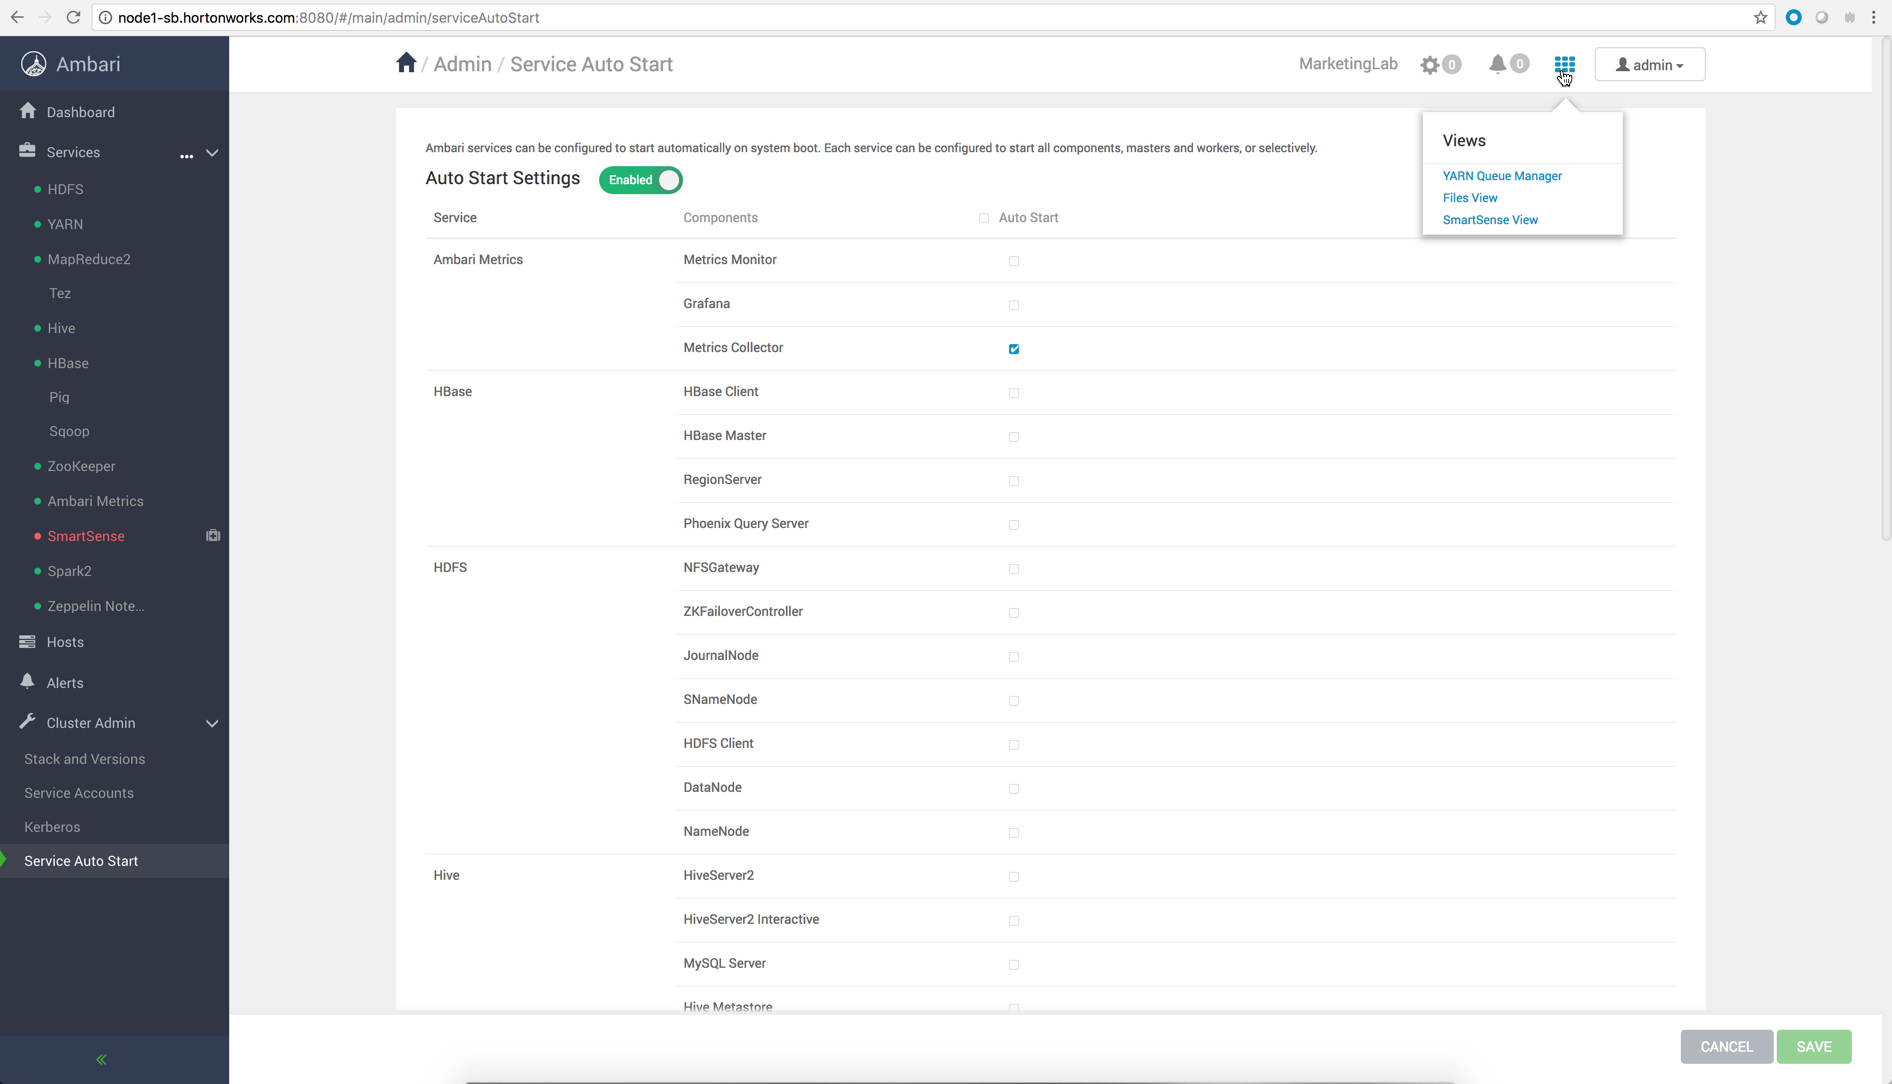 node1-sb.hortonworks.com:8080/#/main/admin/serviceAutoStart
Ambari
/ Admin / Service Auto Start
MarketingLab
0
0
admin
Dashboard
Services
...
HDFS
YARN
MapReduce2
Tez
Hive
HBase
Pig
Sqoop
ZooKeeper
Ambari Metrics
SmartSense
Spark2
Zeppelin Note...
Hosts
Alerts
Cluster Admin
Stack and Versions
Service Accounts
Kerberos
Service Auto Start
«
Views
YARN Queue Manager
Files View
SmartSense View
Ambari services can be configured to start automatically on system boot. Each service can be configured to start all components, masters and workers, or selectively.
Auto Start Settings
Enabled
Service Components Auto Start
Ambari Metrics Metrics Monitor
Grafana
Metrics Collector
HBase HBase Client
HBase Master
RegionServer
Phoenix Query Server
HDFS NFSGateway
ZKFailoverController
JournalNode
SNameNode
HDFS Client
DataNode
NameNode
Hive HiveServer2
HiveServer2 Interactive
MySQL Server
Hive Metastore
CANCEL
SAVE